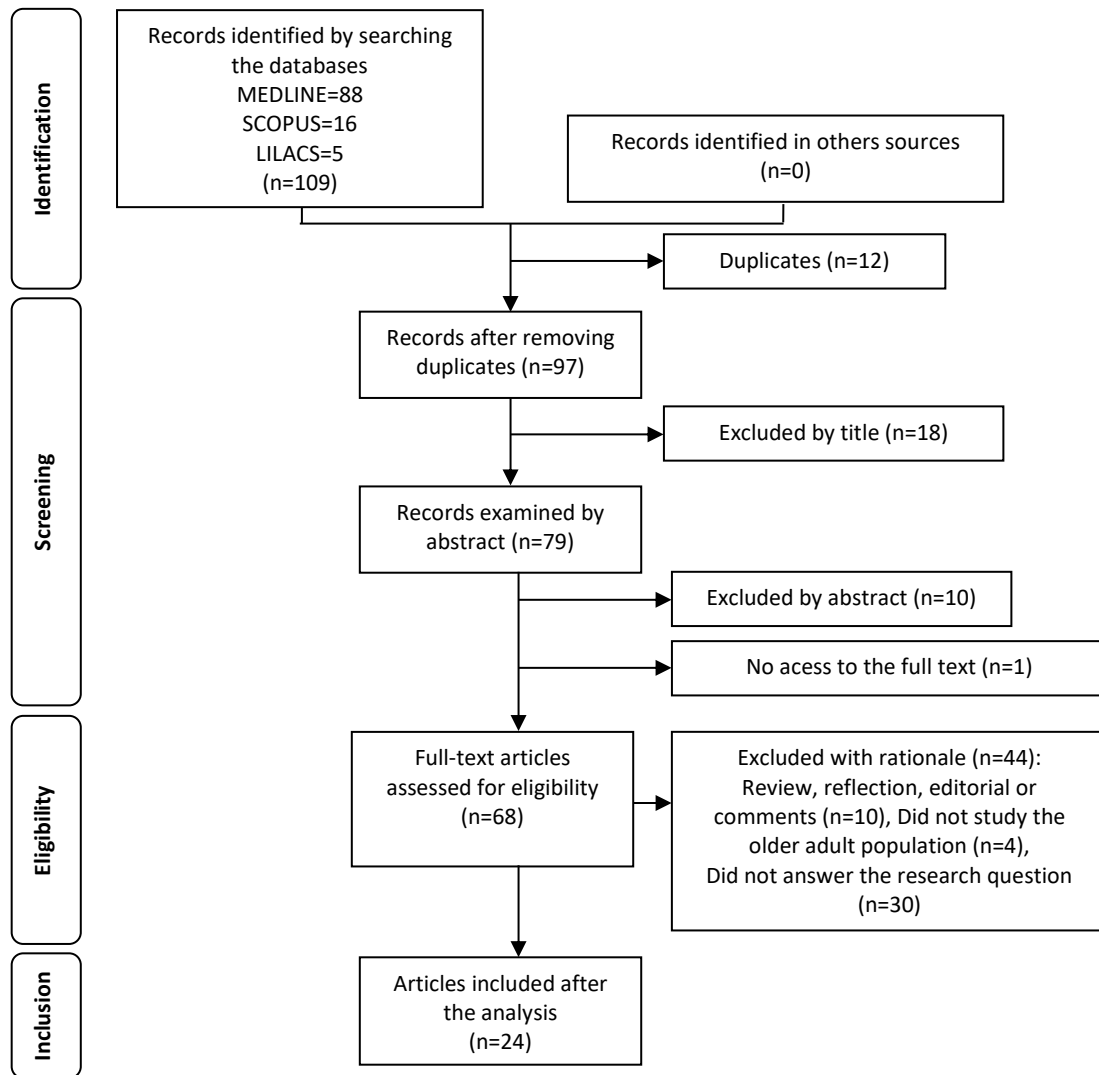 Identification
Records identified by searching
the databases
MEDLINE=88
SCOPUS=16
LILACS=5
(n=109)
Records identified in others sources
(n=0)
Duplicates (n=12)
Screening
Records after removing
duplicates (n=97)
Excluded by title (n=18)
Records examined by
abstract (n=79)
Excluded by abstract (n=10)
No acess to the full text (n=1)
Eligibility
Full-text articles
assessed for eligibility
(n=68)
Excluded with rationale (n=44):
Review, reflection, editorial or
comments (n=10), Did not study the
older adult population (n=4),
Did not answer the research question
(n=30)
Inclusion
Articles included after
the analysis
(n=24)